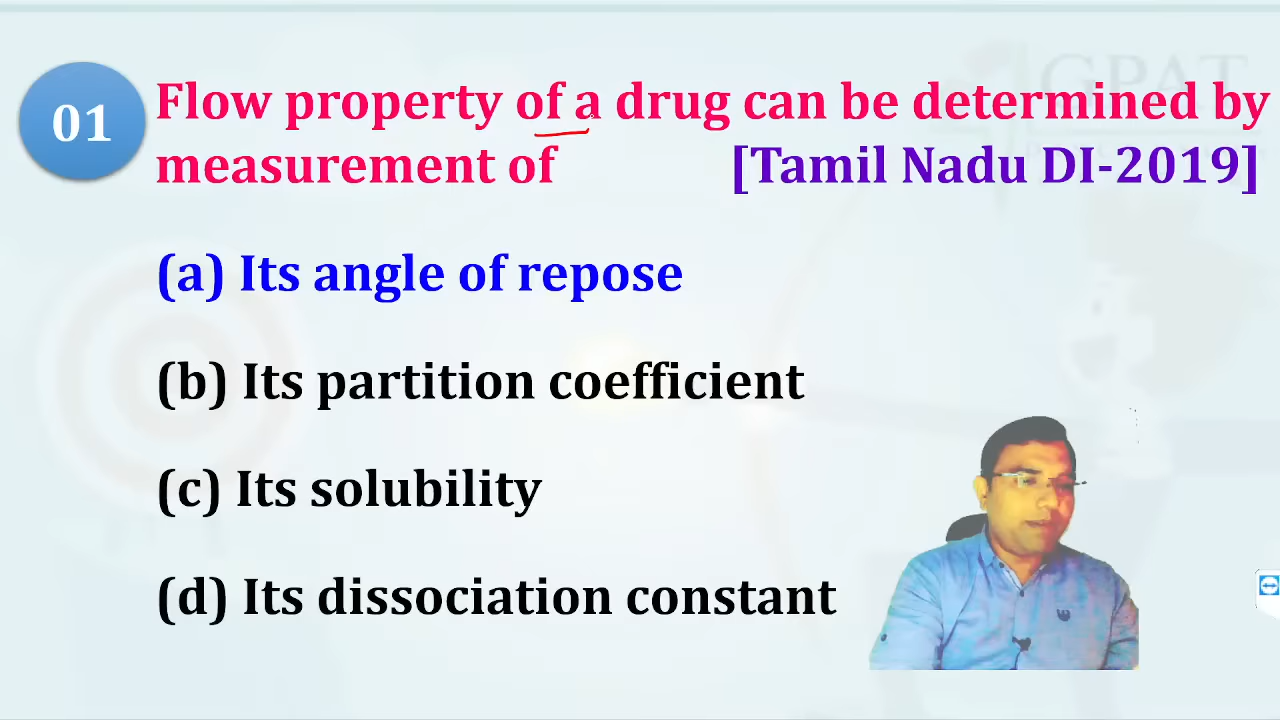 01
Flow property of a drug can be determined by
measurement of [Tamil Nadu DI-2019]
(a) Its angle of repose
(b) Its partition coefficient
(c) Its solubility
(d) Its dissociation constant
GPAT